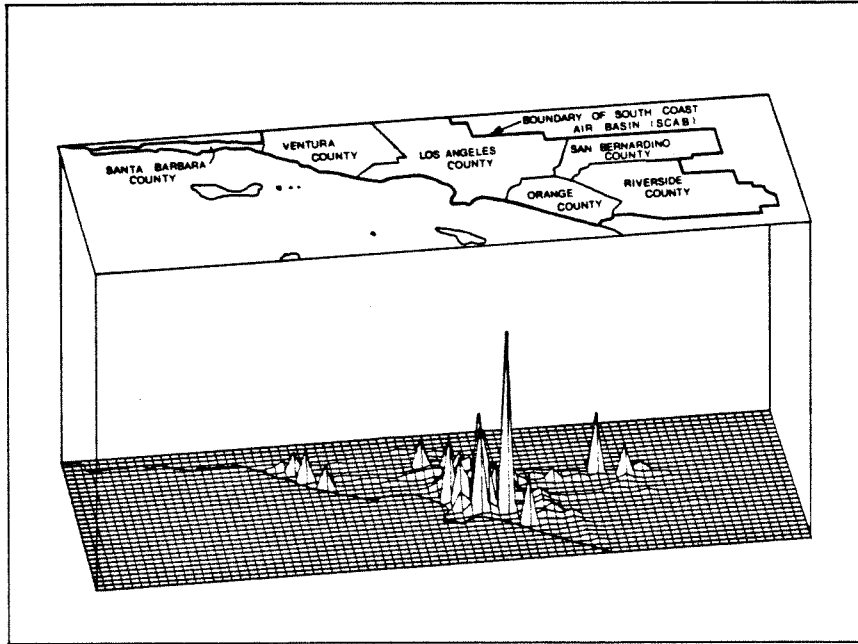 BOUNDARY OF SOUTH COAST
AIR BASIN (SCAB)
VENTURA
COUNTY
LOS ANGELES
COUNTY
SAN BERNARDINO
COUNTY
SANTA BARBARA
COUNTY
ORANGE
COUNTY
RIVERSIDE
COUNTY